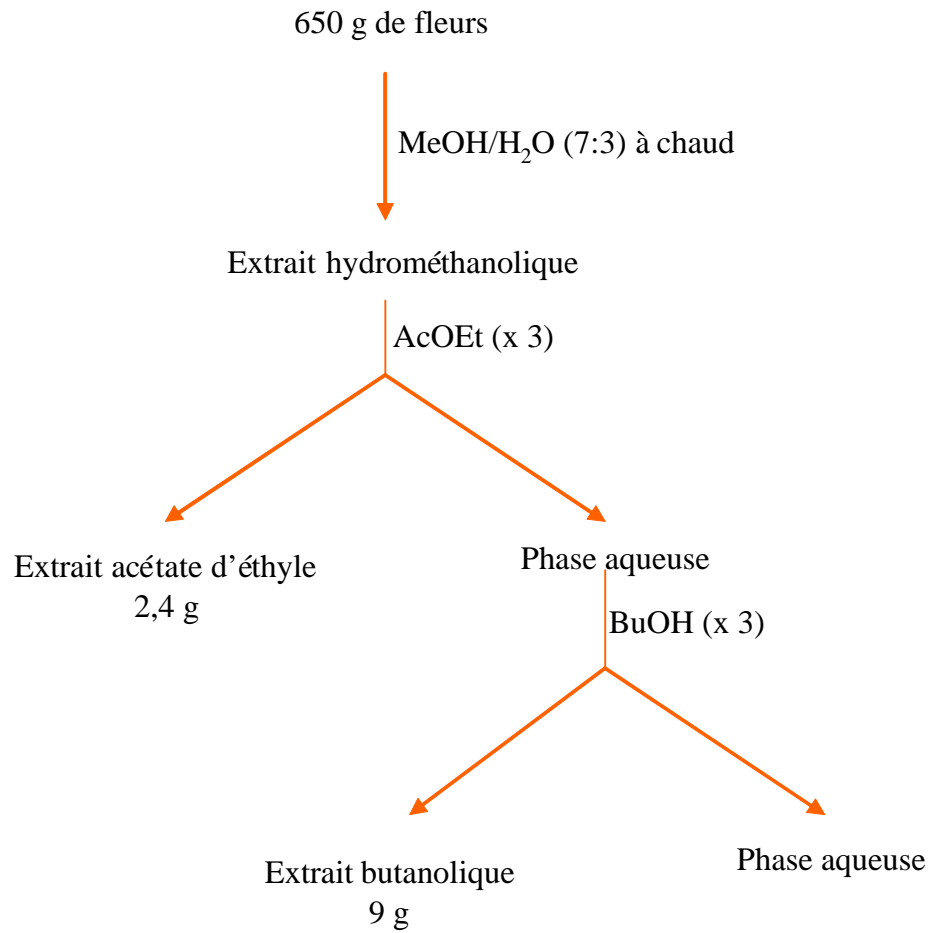 650 g de fleurs
MeOH/H₂O (7:3) à chaud
Extrait hydrométhanolique
AcOEt (x 3)
Extrait acétate d’éthyle
2,4 g
Phase aqueuse
BuOH (x 3)
Extrait butanolique
9 g
Phase aqueuse